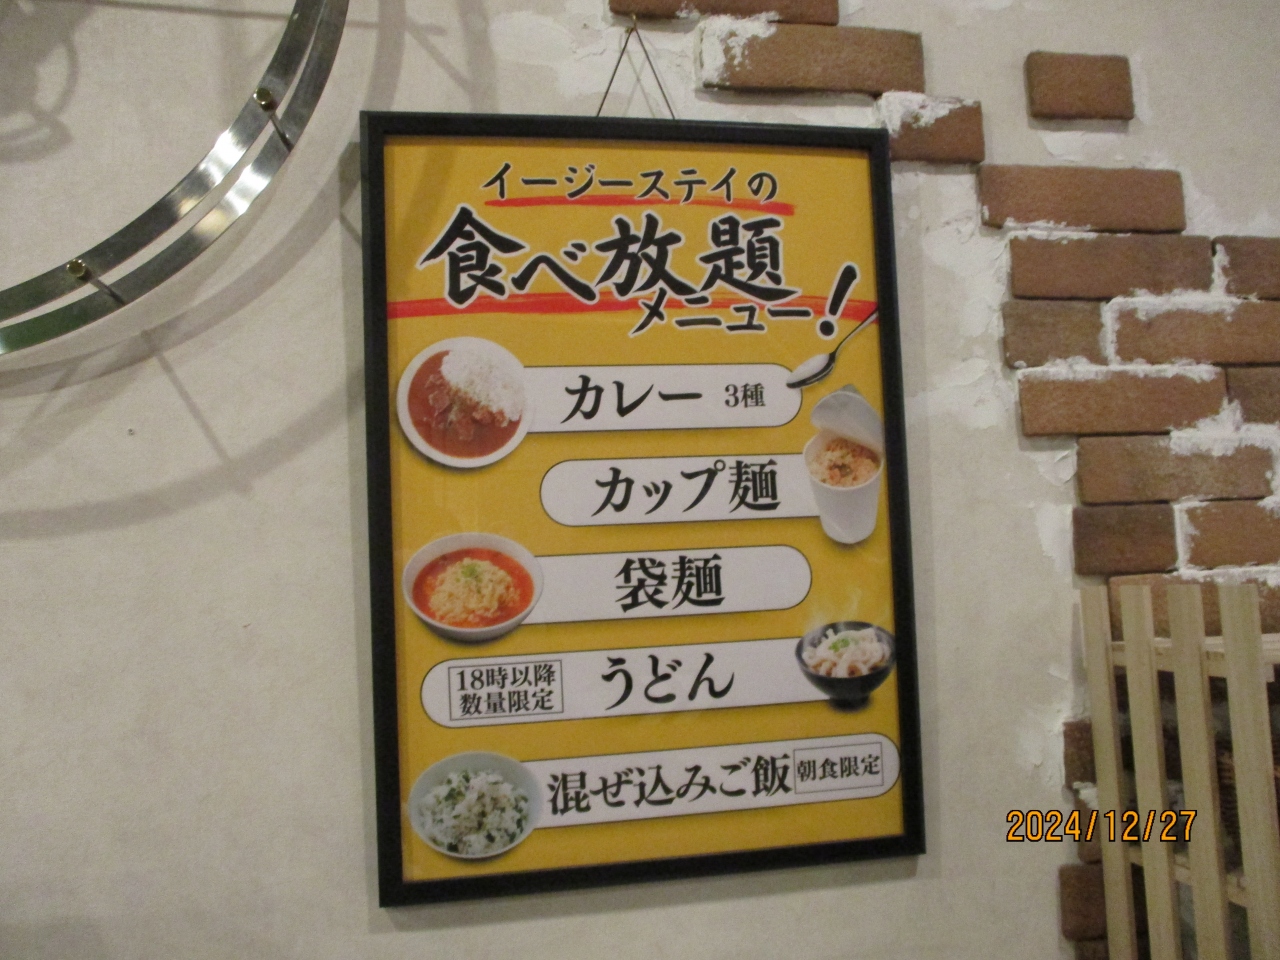 イージーステイの
食べ放題
メニュー！
カレー 3種
カップ麺
袋麺
18時以降
数量限定
うどん
混ぜ込みご飯 朝食限定
2024/12/27